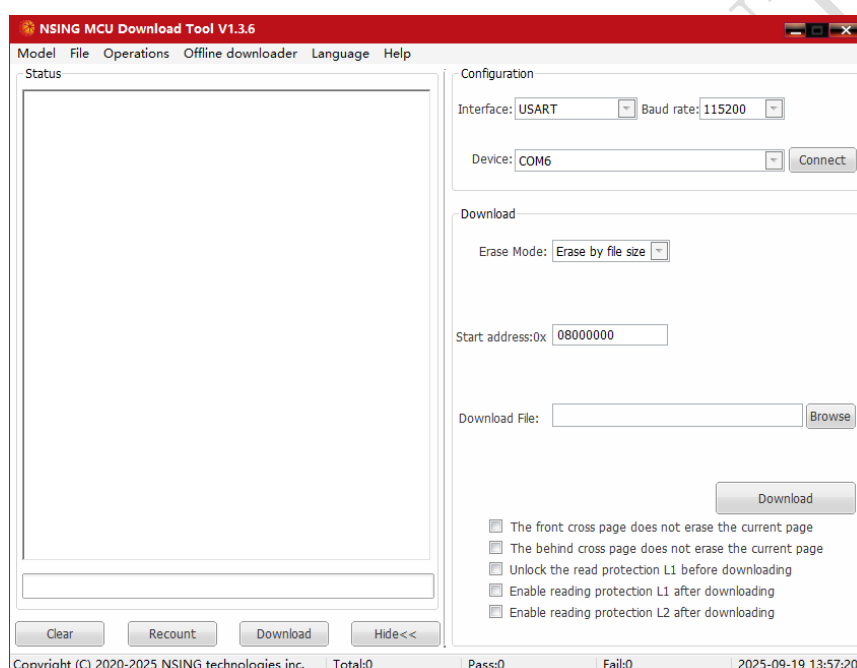 NSING MCU Download Tool V1.3.6
Model File Operations Offline downloader Language Help
Status
Configuration
Interface: USART Baud rate: 115200
Device: COM6 Connect
Download
Erase Mode: Erase by file size
Start address:0x 08000000
Download File: Browse
Download
The front cross page does not erase the current page
The behind cross page does not erase the current page
Unlock the read protection L1 before downloading
Enable reading protection L1 after downloading
Enable reading protection L2 after downloading
Clear Recount Download Hide<<
Copyright (C) 2020-2025 NSING technologies inc. Total:0 Pass:0 Fail:0 2025-09-19 13:57:20